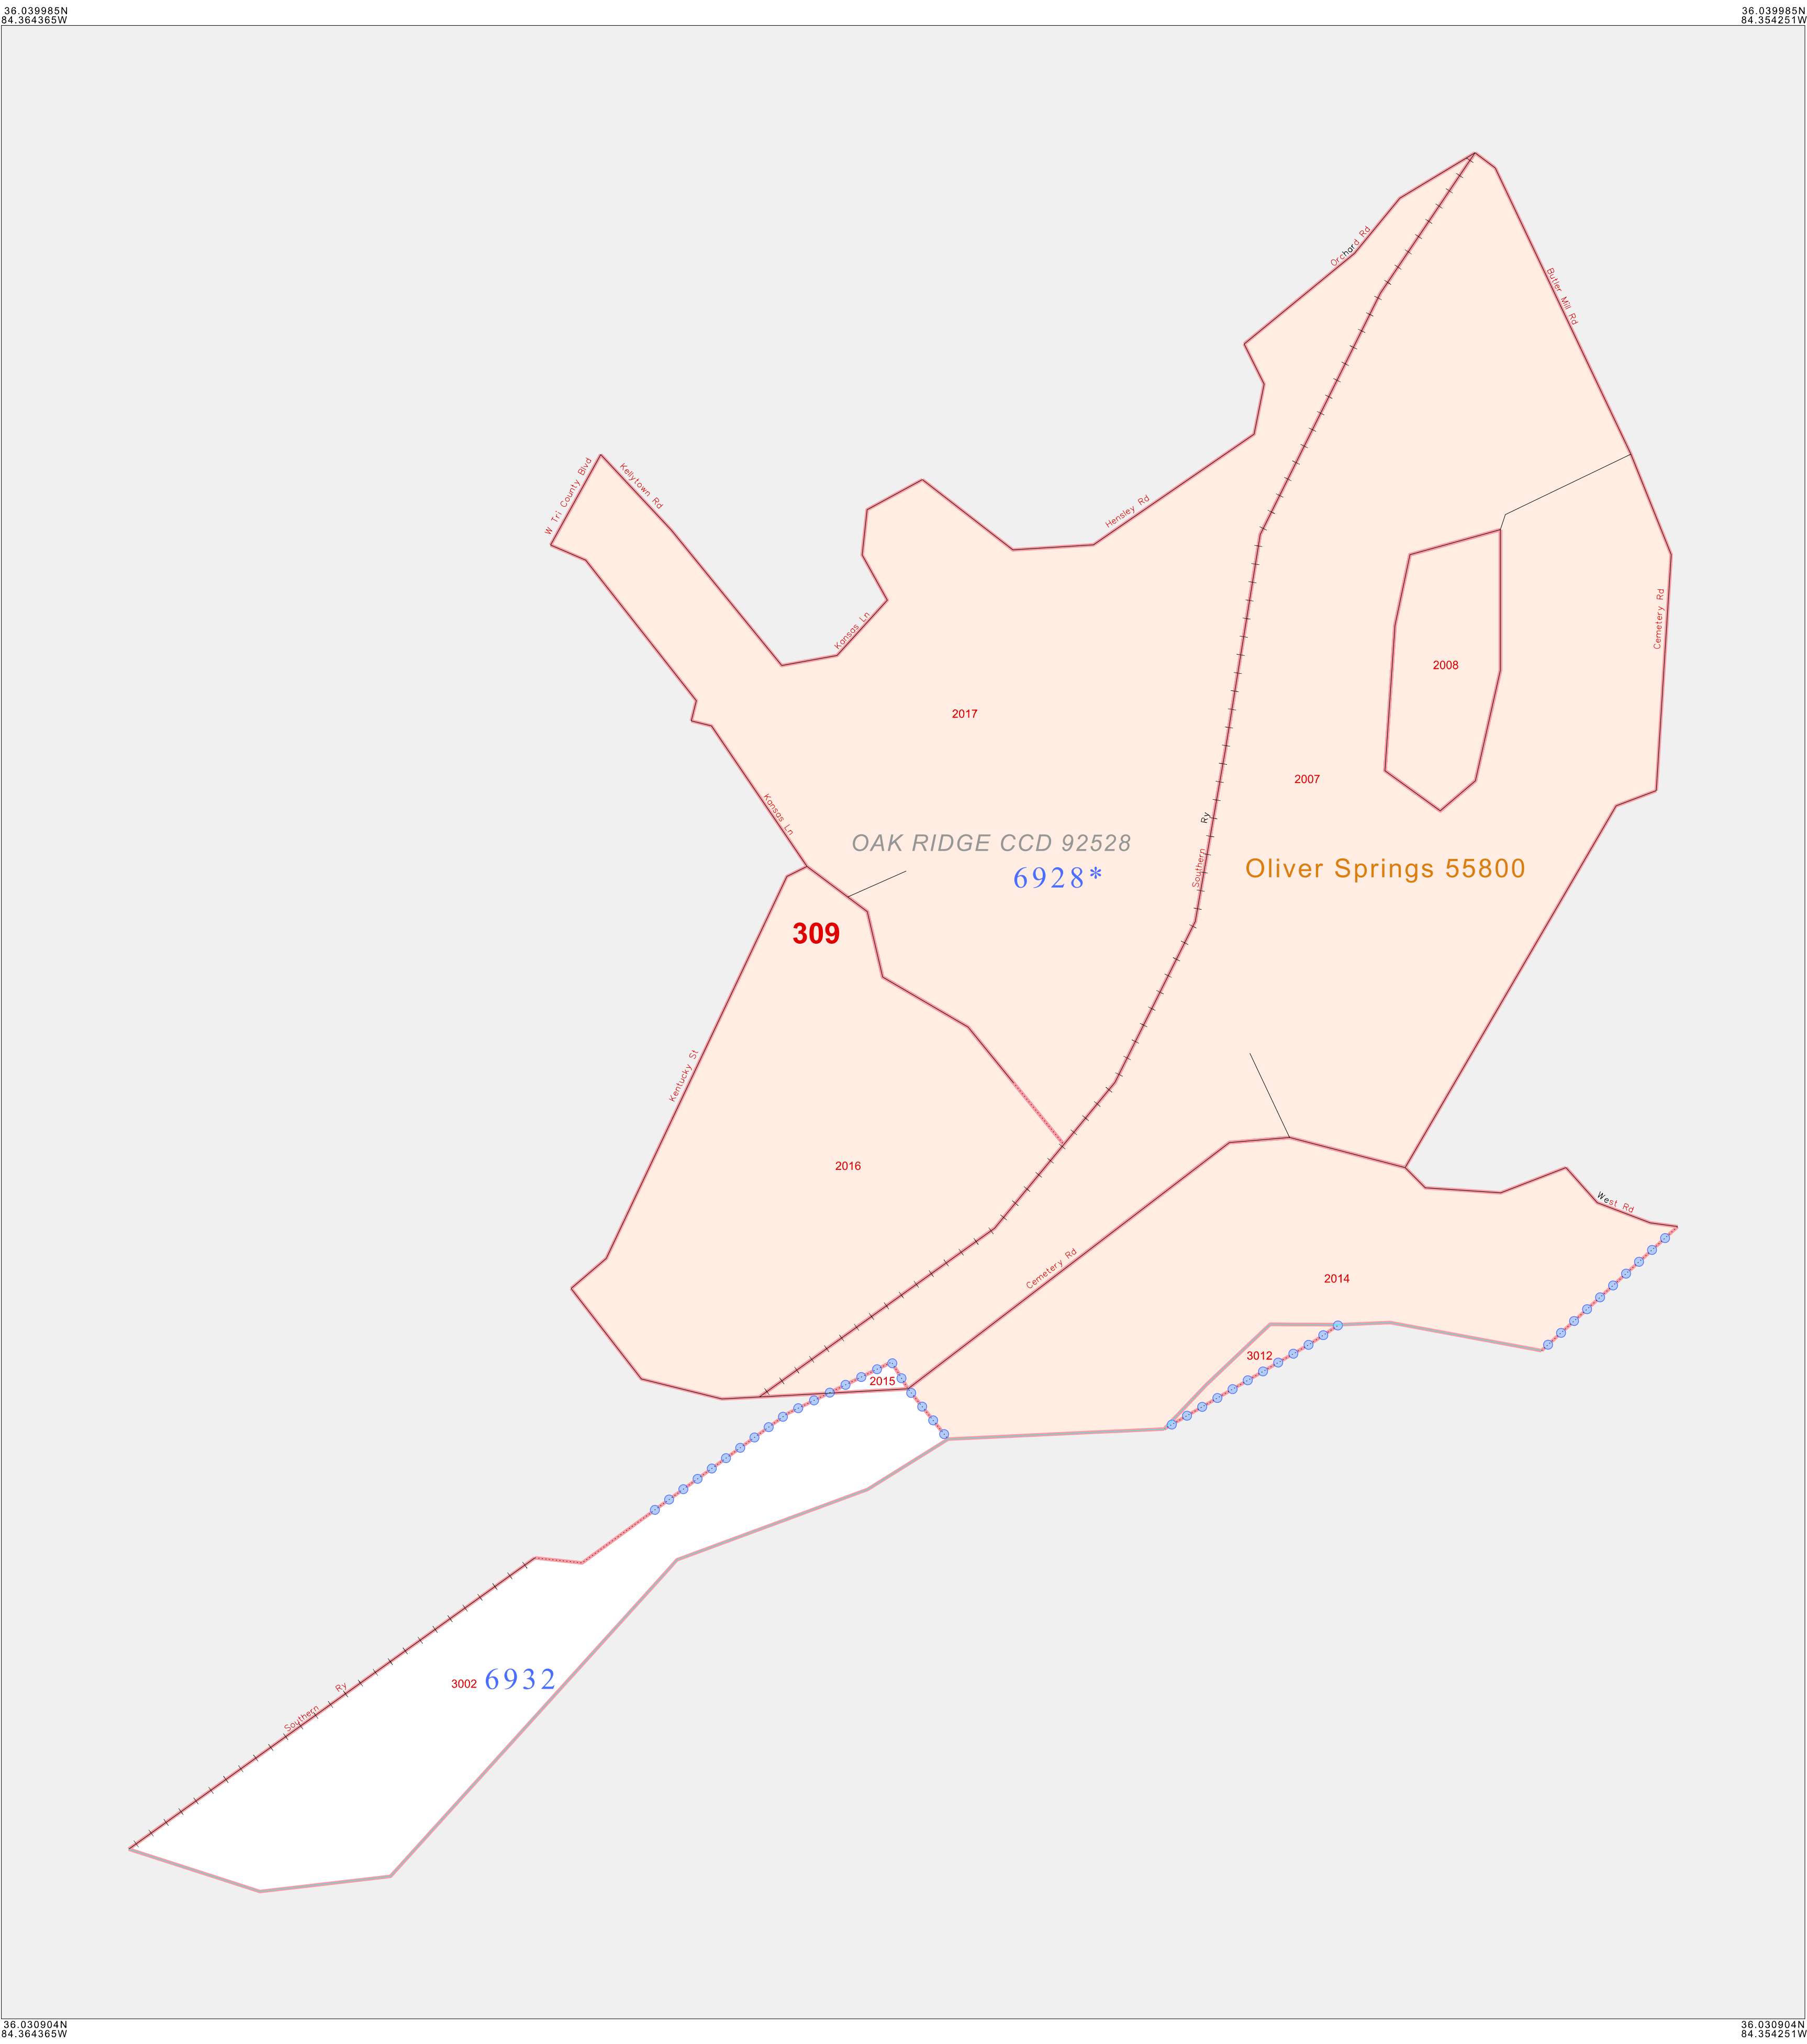 36.039985N
84.364365W
36.039985N
84.354251W
Orchard Rd
Butler Mill Rd
W Tri County Blvd
Kellytown Rd
Hensley Rd
Kansas Ln
Cemetery Rd
2008
2017
2007
Kansas Ln
Southern Ry
OAK RIDGE CCD 92528
6928*
Oliver Springs 55800
309
Kentucky St
2016
West Rd
Cemetery Rd
2014
3012
2015
3002
6932
Southern Ry
36.030904N
84.364365W
36.030904N
84.354251W